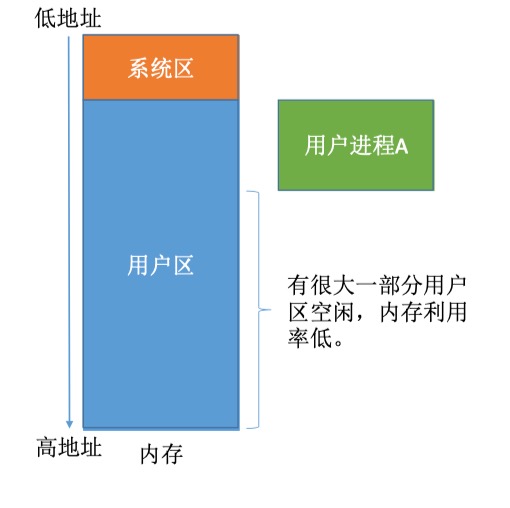 低地址
系统区
用户进程A
用户区
有很大一部分用户
区空闲，内存利用
率低。
高地址
内存